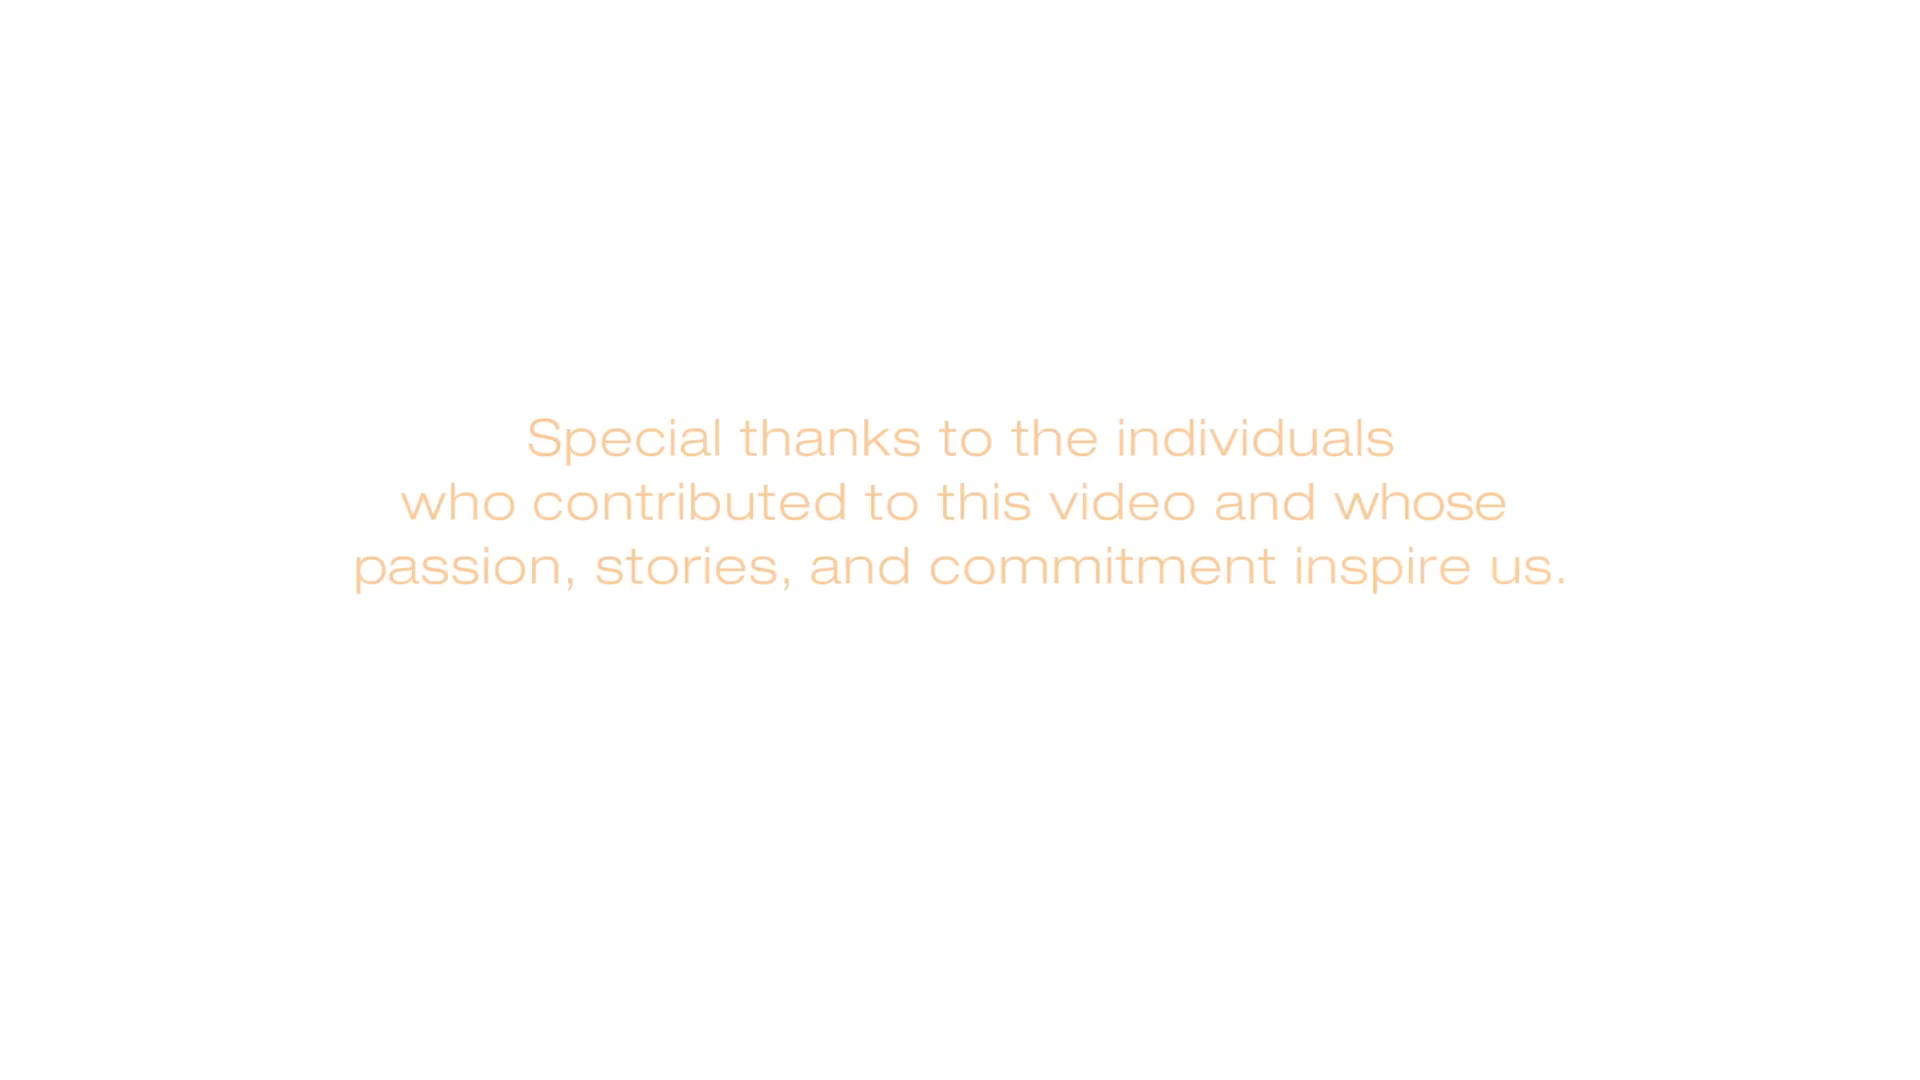 Special thanks to the individuals
who contributed to this video and whose
passion, stories, and commitment inspire us.